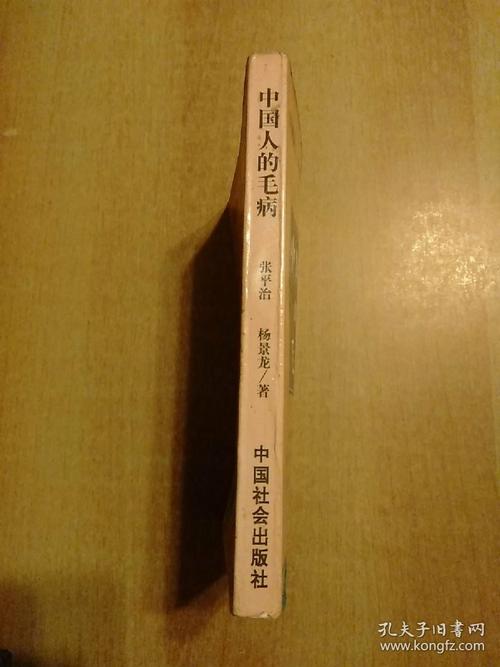 中国人的毛病
张平治
杨景龙/著
中国社会出版社
孔夫子旧书网
www.kongfz.com